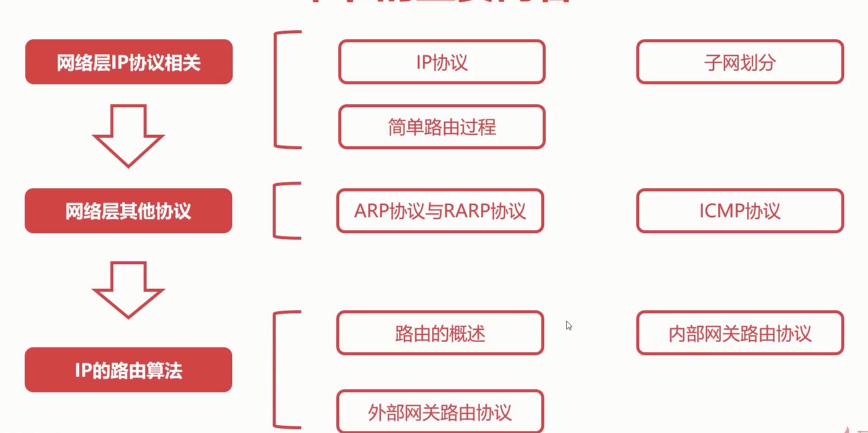 网络层IP协议相关
IP协议
子网划分
简单路由过程
网络层其他协议
ARP协议与RARP协议
ICMP协议
IP的路由算法
路由的概述
内部网关路由协议
外部网关路由协议